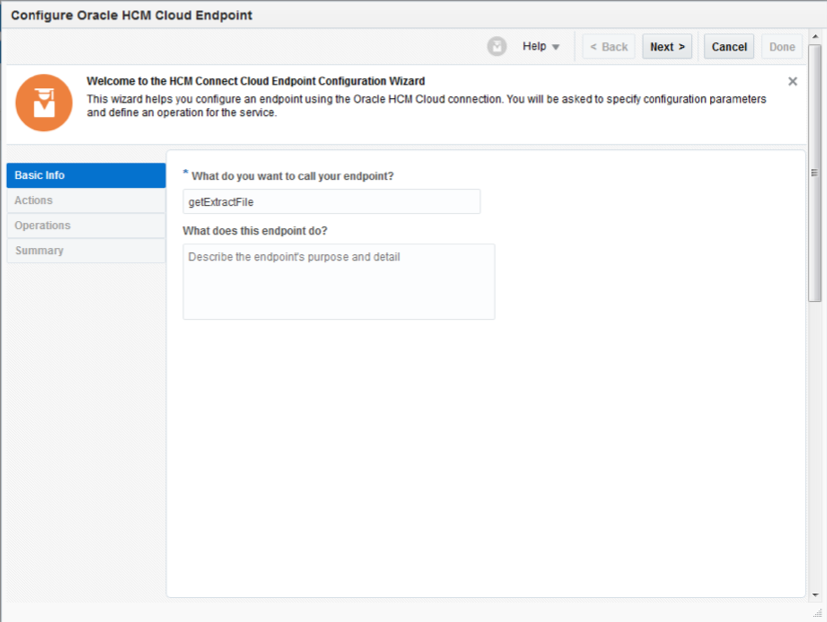 Configure Oracle HCM Cloud Endpoint
Help
< Back
Next >
Cancel
Done
Welcome to the HCM Connect Cloud Endpoint Configuration Wizard
This wizard helps you configure an endpoint using the Oracle HCM Cloud connection. You will be asked to specify configuration parameters
and define an operation for the service.
Basic Info
Actions
Operations
Summary
* What do you want to call your endpoint?
getExtractFile
What does this endpoint do?
Describe the endpoint's purpose and detail